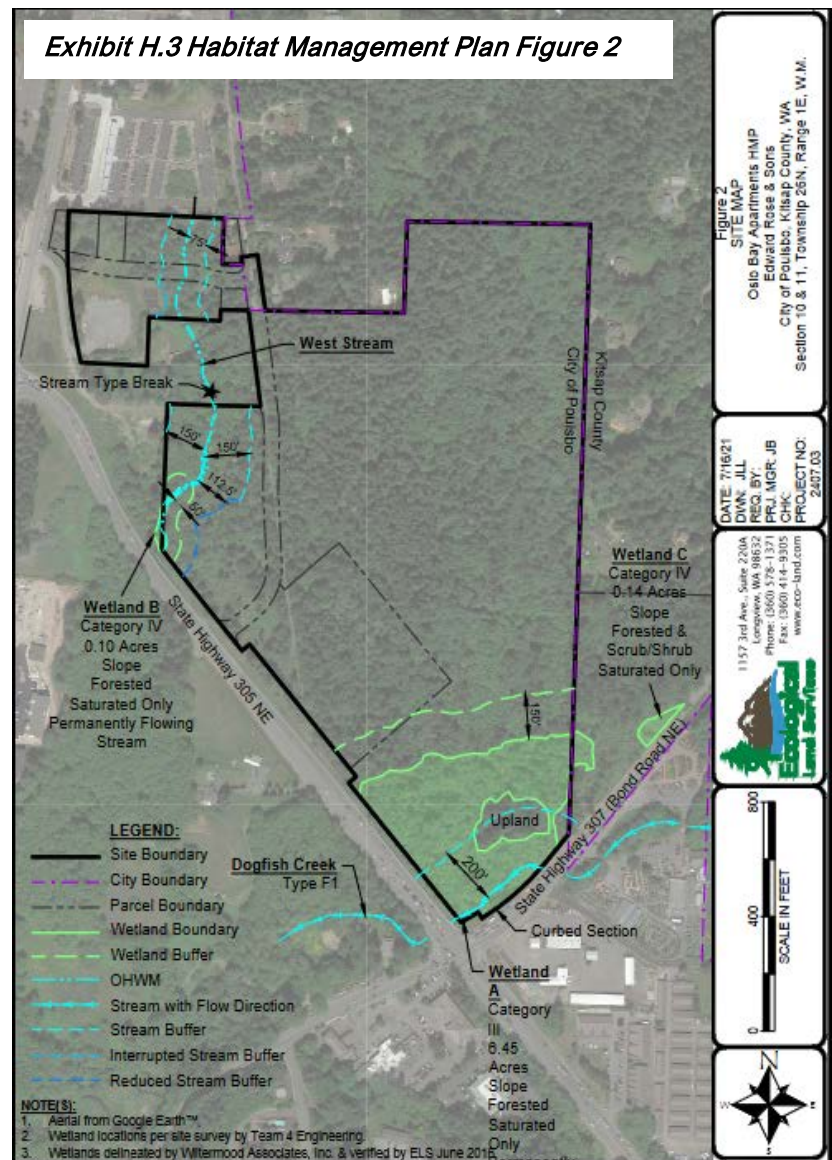 Exhibit H.3 Habitat Management Plan Figure 2
75'
West Stream
Stream Type Break
150'
150'
112.5'
50'
Kitsap County
City of Poulsbo
Wetland B
Category IV
0.10 Acres
Slope
Forested
Saturated Only
Permanently Flowing
Stream
State Highway 305 NE
Wetland C
Category IV
0.14 Acres
Slope
Forested &
Scrub/Shrub
Saturated Only
150'
State Highway 307 (Bond Road NE)
Upland
200'
Dogfish Creek
Type F1
Curbed Section
Wetland
A
Category
III
6.45
Acres
Slope
Forested
Saturated
Only
LEGEND:
Site Boundary
City Boundary
Parcel Boundary
Wetland Boundary
Wetland Buffer
OHWM
Stream with Flow Direction
Stream Buffer
Interrupted Stream Buffer
Reduced Stream Buffer
NOTE(S):
1. Aerial from Google Earth™.
2. Wetland locations per site survey by Team 4 Engineering.
3. Wetlands delineated by Wiltermood Associates, Inc. & verified by ELS June 2016
Figure 2
SITE MAP
Oslo Bay Apartments HMP
Edward Rose & Sons
City of Poulsbo, Kitsap County, WA
Section 10 & 11, Township 26N, Range 1E, W.M.
DATE: 7/16/21
DWN: JLL
REQ. BY:
PRJ. MGR: JB
CHK:
PROJECT NO:
2407.03
1157 3rd Ave., Suite 220A
Longview, WA 98632
Phone: (360) 578-1371
Fax: (360) 414-9305
www.eco-land.com
Ecological
Land Services
0
400
800
SCALE IN FEET
N
W
E
S